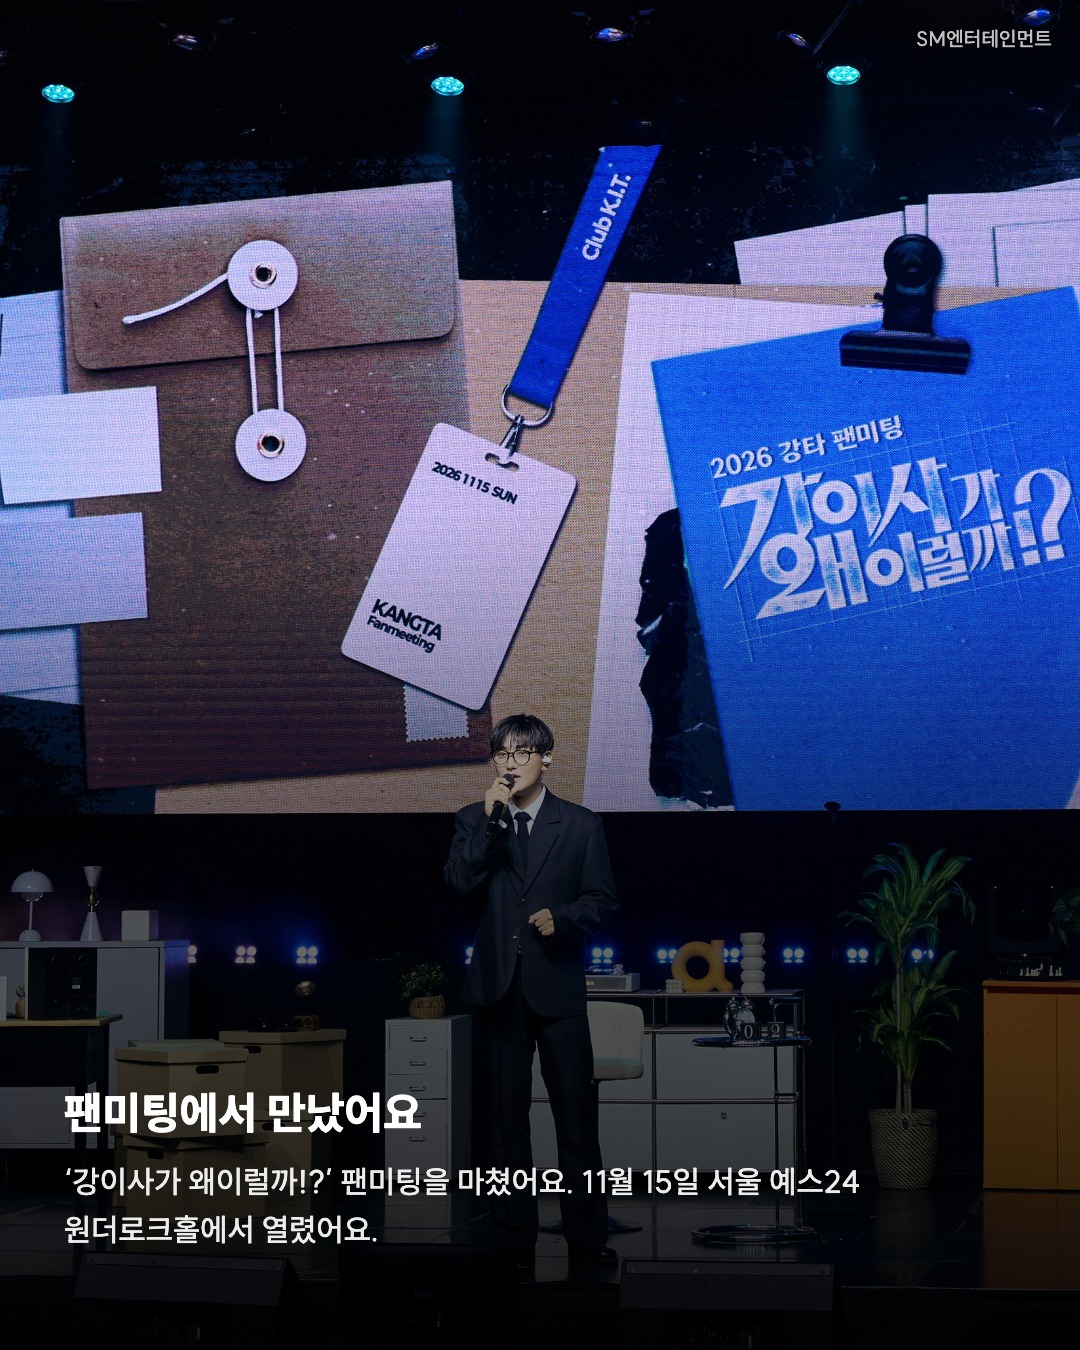 SM엔터테인먼트
Club K.I.T.
2026 11 15 SUN
KANGTA
Fanmeeting
2026 강타 팬미팅
강이사가
왜이럴까!?
팬미팅에서 만났어요
‘강이사가 왜이럴까!?’ 팬미팅을 마쳤어요. 11월 15일 서울 예스24
원더로크홀에서 열렸어요.